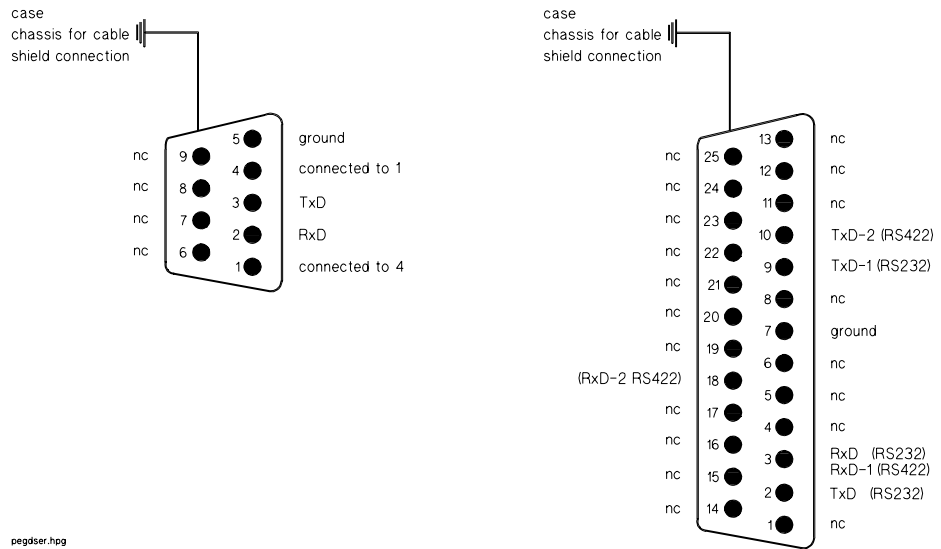 case
chassis for cable
shield connection
5 ground
nc 9
4 connected to 1
nc 8
3 TxD
nc 7
2 RxD
nc 6
1 connected to 4
case
chassis for cable
shield connection
13 nc
nc 25
12 nc
nc 24
11 nc
nc 23
10 TxD-2 (RS422)
nc 22
9 TxD-1 (RS232)
nc 21
8 nc
nc 20
7 ground
nc 19
6 nc
(RxD-2 RS422) 18
5 nc
nc 17
4 nc
nc 16
3 RxD (RS232)
RxD-1 (RS422)
nc 15
2 TxD (RS232)
nc 14
1 nc
pegdser.hpg